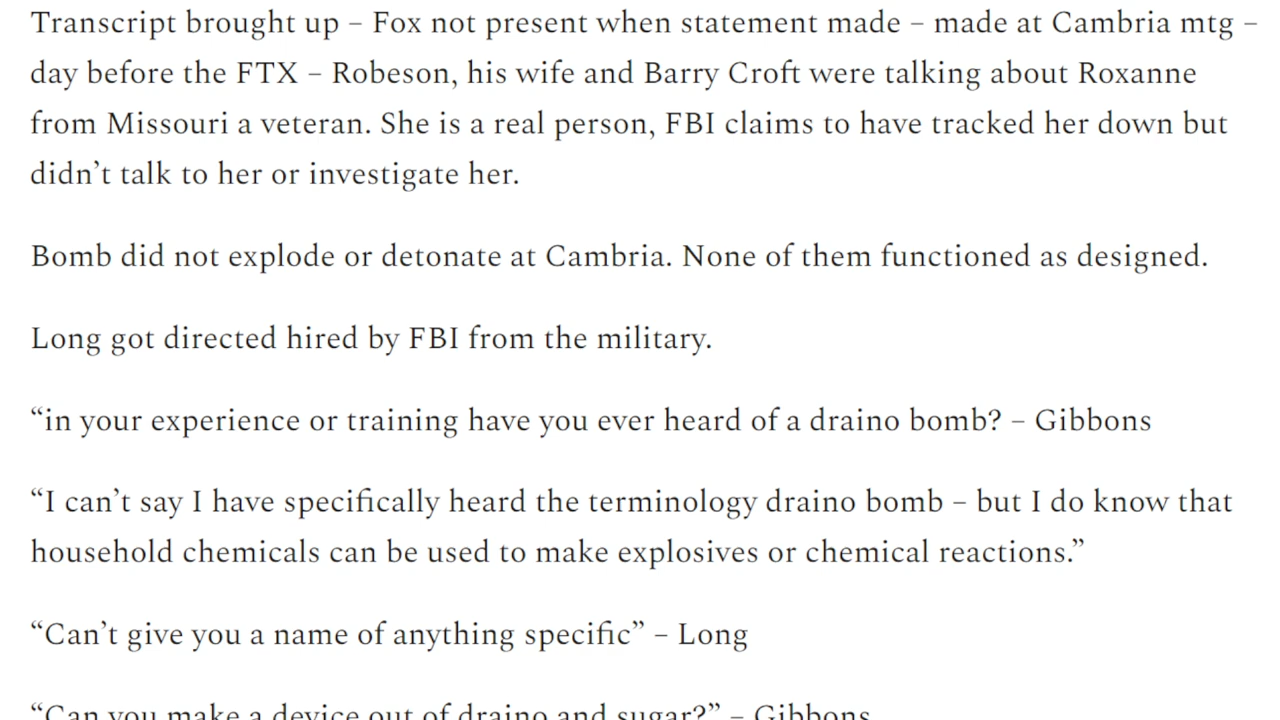 Transcript brought up – Fox not present when statement made – made at Cambria mtg –
day before the FTX – Robeson, his wife and Barry Croft were talking about Roxanne
from Missouri a veteran. She is a real person, FBI claims to have tracked her down but
didn’t talk to her or investigate her.
Bomb did not explode or detonate at Cambria. None of them functioned as designed.
Long got directed hired by FBI from the military.
“in your experience or training have you ever heard of a draino bomb? – Gibbons
“I can’t say I have specifically heard the terminology draino bomb – but I do know that
household chemicals can be used to make explosives or chemical reactions.”
“Can’t give you a name of anything specific” – Long
“Can you make a device out of draino and sugar?” – Gibbons